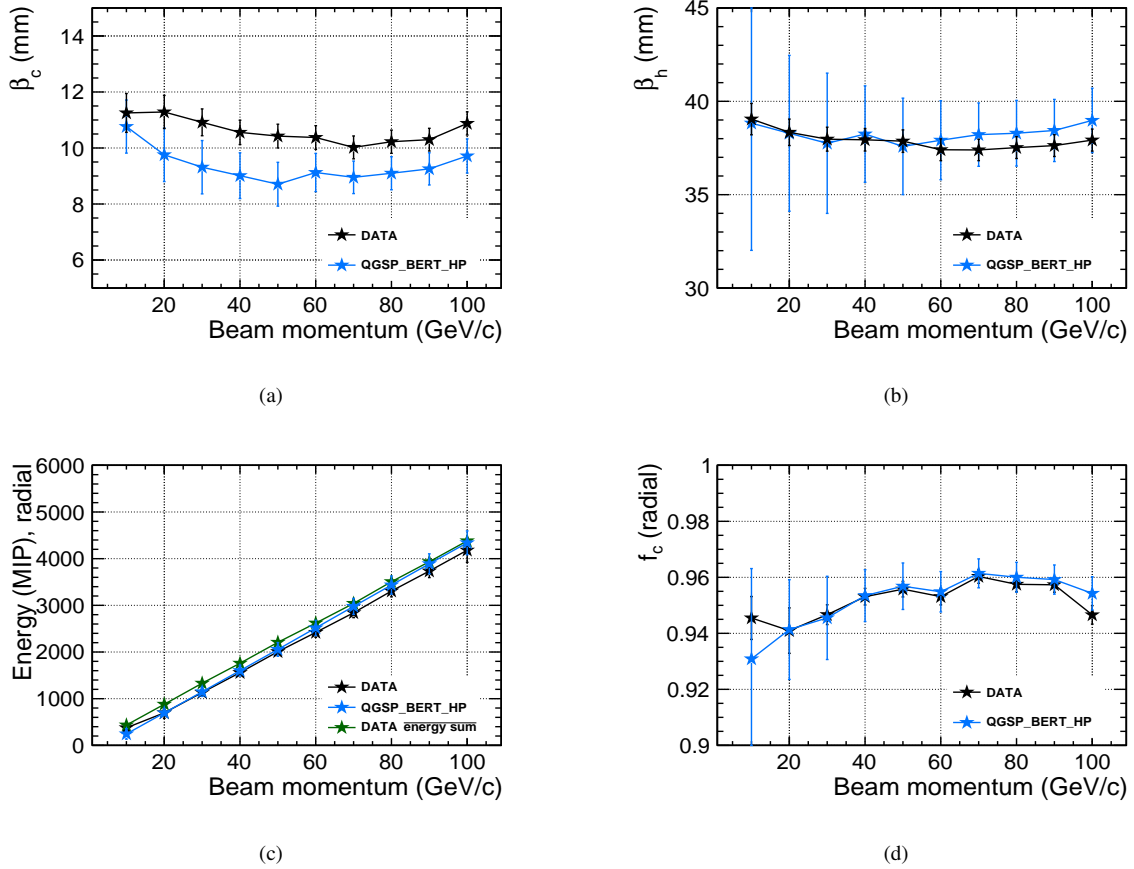 β_c (mm)
14
12
10
8
6
DATA
QGSP_BERT_HP
20 40 60 80 100
Beam momentum (GeV/c)
(a)
β_h (mm)
45
40
35
30
DATA
QGSP_BERT_HP
20 40 60 80 100
Beam momentum (GeV/c)
(b)
Energy (MIP), radial
6000
5000
4000
3000
2000
1000
0
DATA
QGSP_BERT_HP
DATA energy sum
20 40 60 80 100
Beam momentum (GeV/c)
(c)
f_c (radial)
1
0.98
0.96
0.94
0.92
0.9
DATA
QGSP_BERT_HP
20 40 60 80 100
Beam momentum (GeV/c)
(d)